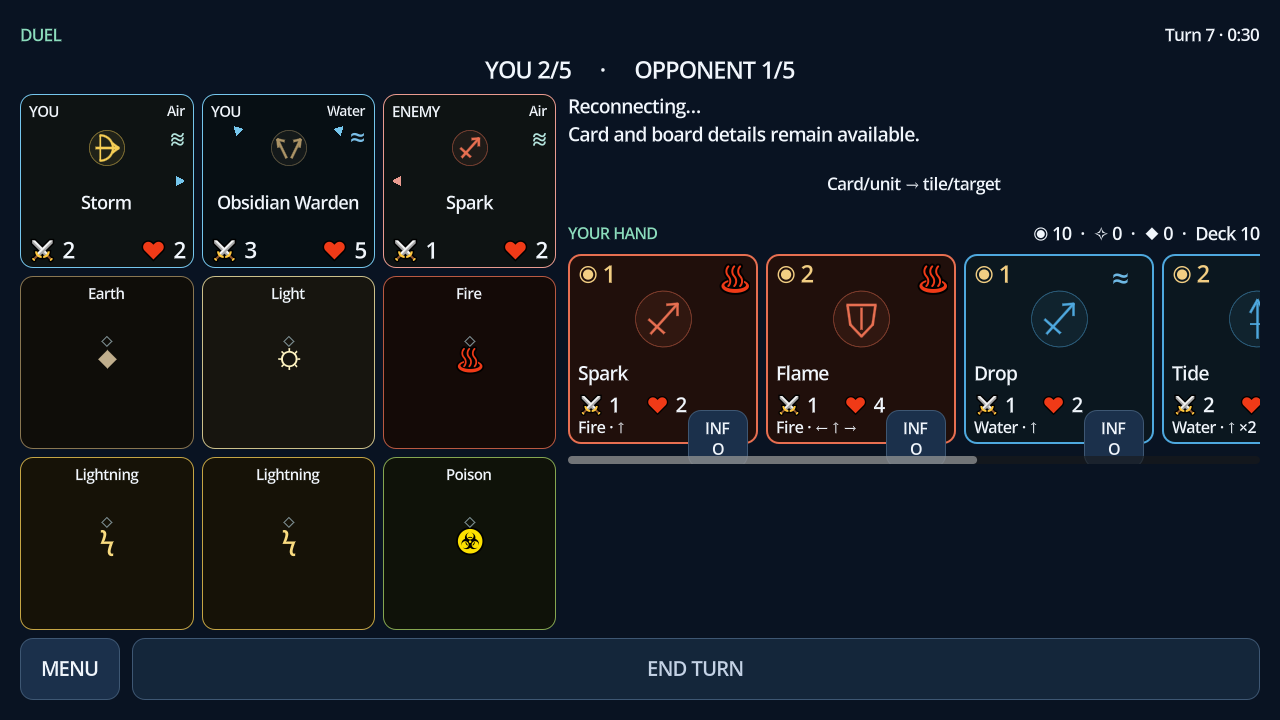 DUEL
Turn 7 · 0:30
YOU 2/5 · OPPONENT 1/5
YOU Air
Storm
2 5
YOU Water
Obsidian Warden
3 5
ENEMY Air
Spark
1 2
Earth
Light
Fire
Lightning
Lightning
Poison
Reconnecting...
Card and board details remain available.
Card/unit → tile/target
YOUR HAND
◉ 10 · ✧ 0 · ◆ 0 · Deck 10
◉ 1
Spark
1 2
Fire · ↑
INF
O
◉ 2
Flame
1 4
Fire · ← ↑ →
INF
O
◉ 1
Drop
1 2
Water · ↑
INF
O
◉ 2
Tide
2
Water · ↑ ×2
MENU
END TURN